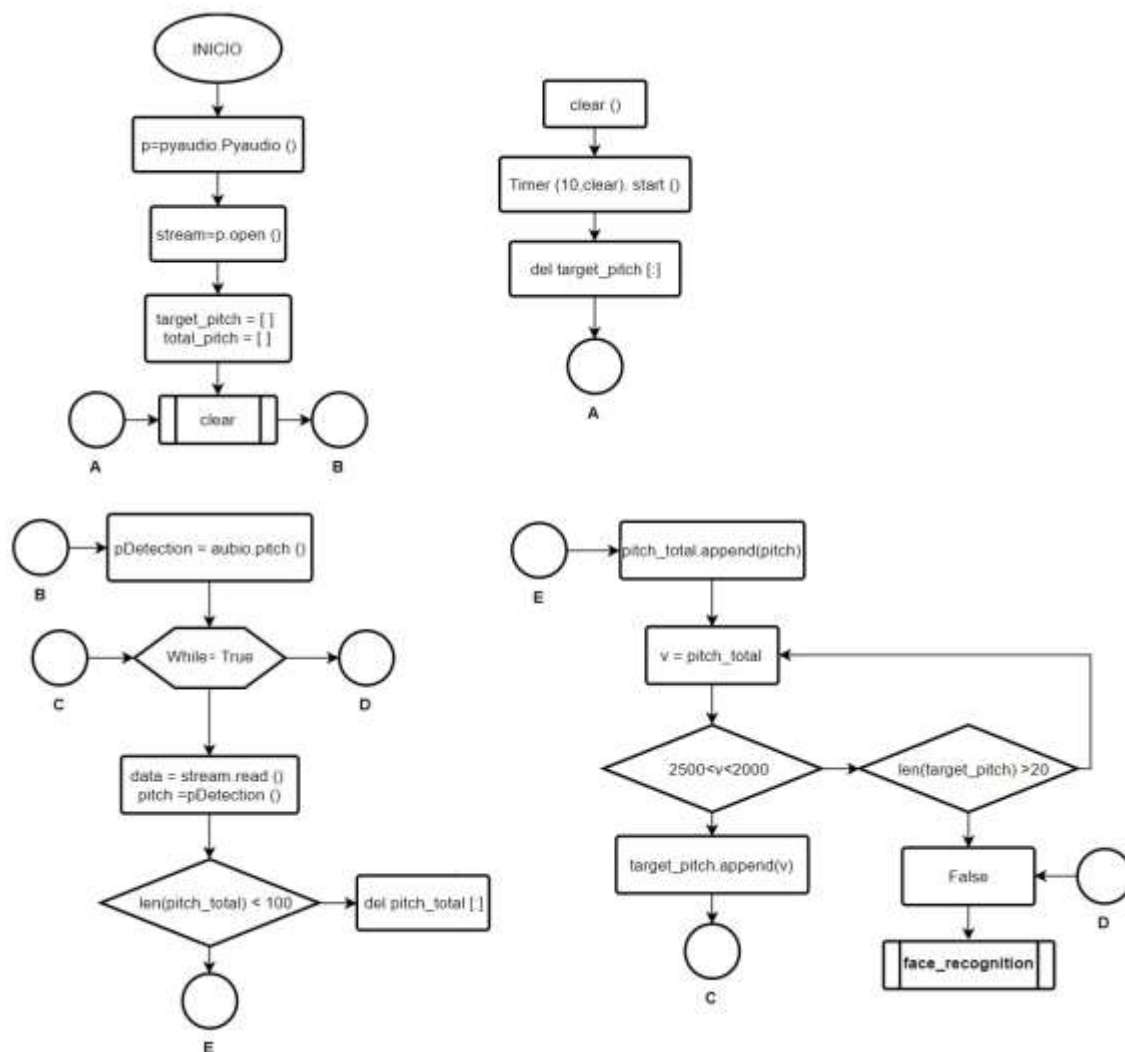 INICIO
p=pyaudio.Pyaudio ()
stream=p.open ()
target_pitch = [ ]
total_pitch = [ ]
clear
A
B
clear ()
Timer (10,clear). start ()
del target_pitch [:]
A
B
pDetection = aubio.pitch ()
C
While= True
D
data = stream.read ()
pitch =pDetection ()
len(pitch_total) < 100
del pitch_total [:]
E
E
pitch_total.append(pitch)
v = pitch_total
2500<v<2000
len(target_pitch) >20
target_pitch.append(v)
False
D
C
face_recognition